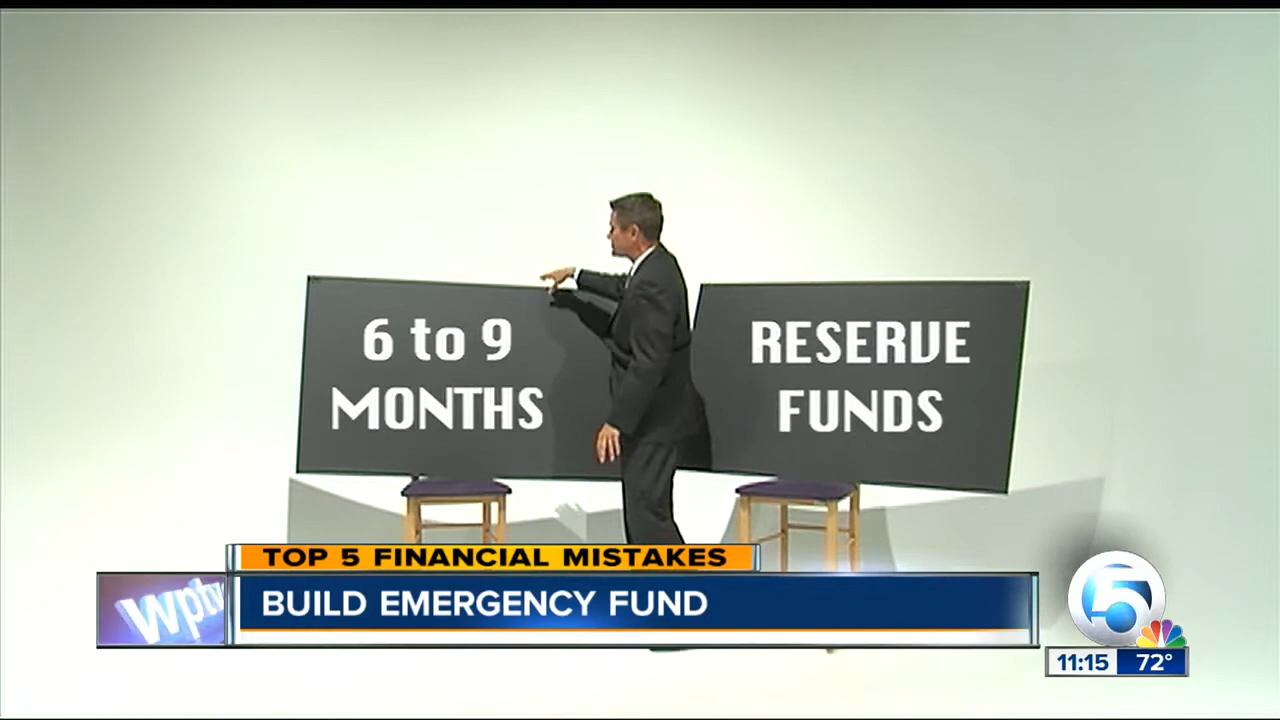 6 to 9
MONTHS
RESERVE
FUNDS
TOP 5 FINANCIAL MISTAKES
wptv
BUILD EMERGENCY FUND
5
11:15 72°